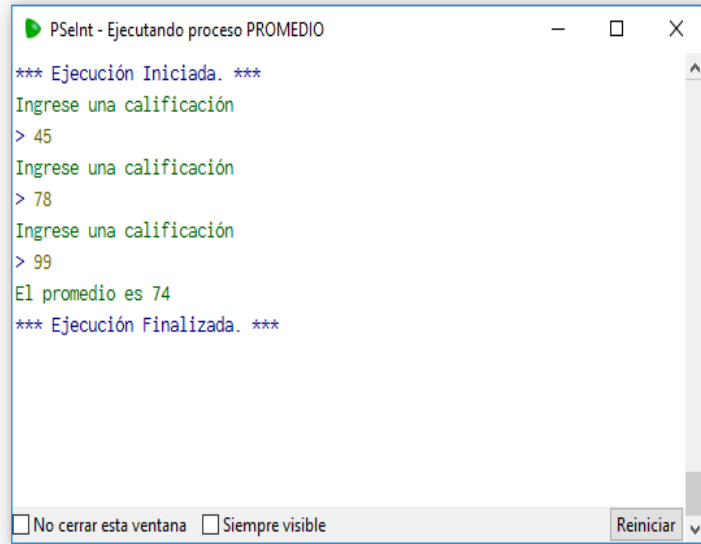 PSeInt - Ejecutando proceso PROMEDIO
*** Ejecución Iniciada. ***
Ingrese una calificación
> 45
Ingrese una calificación
> 78
Ingrese una calificación
> 99
El promedio es 74
*** Ejecución Finalizada. ***
No cerrar esta ventana Siempre visible Reiniciar